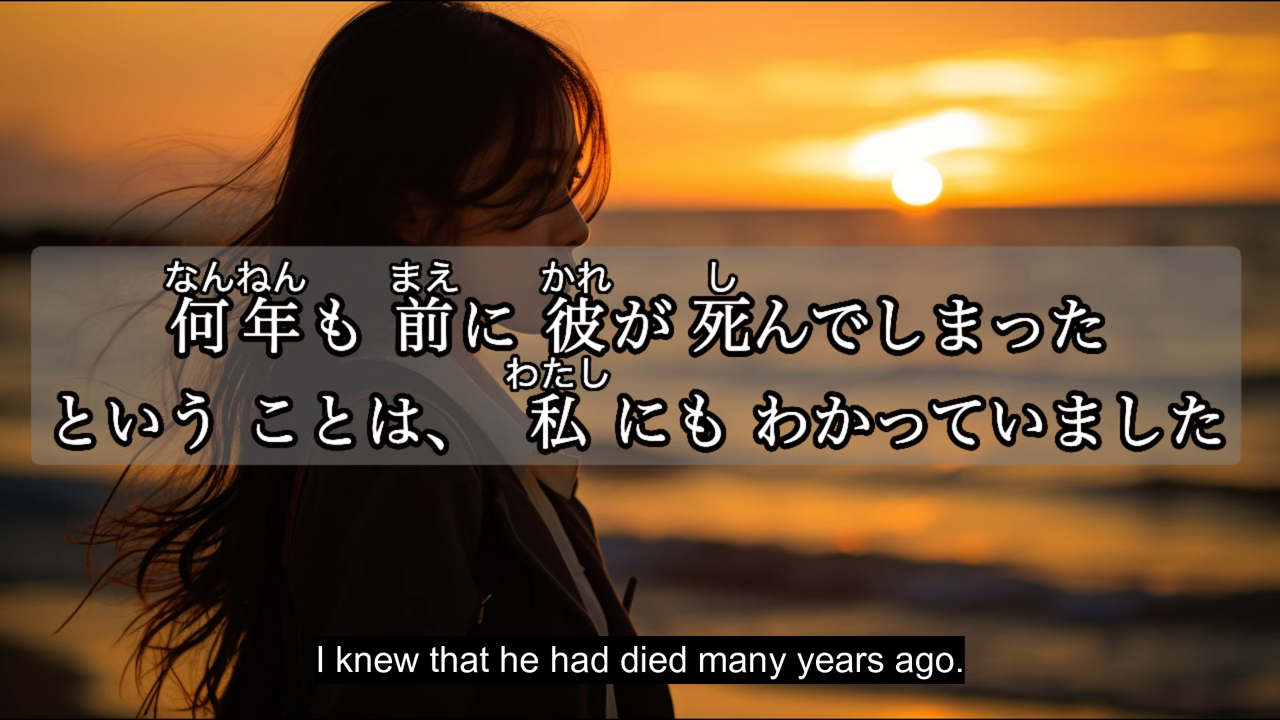 なんねん まえ かれ し
何年も 前に 彼が 死んでしまった
わたし
という ことは、 私 にも わかっていました
I knew that he had died many years ago.